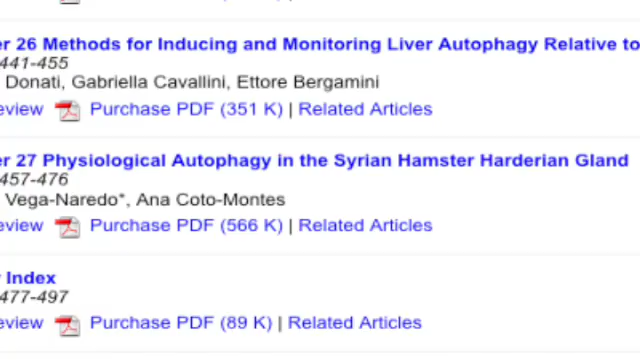 er 26 Methods for Inducing and Monitoring Liver Autophagy Relative to
441-455
Donati, Gabriella Cavallini, Ettore Bergamini
eview Purchase PDF (351 K) | Related Articles
er 27 Physiological Autophagy in the Syrian Hamster Harderian Gland
457-476
Vega-Naredo*, Ana Coto-Montes
eview Purchase PDF (566 K) | Related Articles
Index
477-497
eview Purchase PDF (89 K) | Related Articles